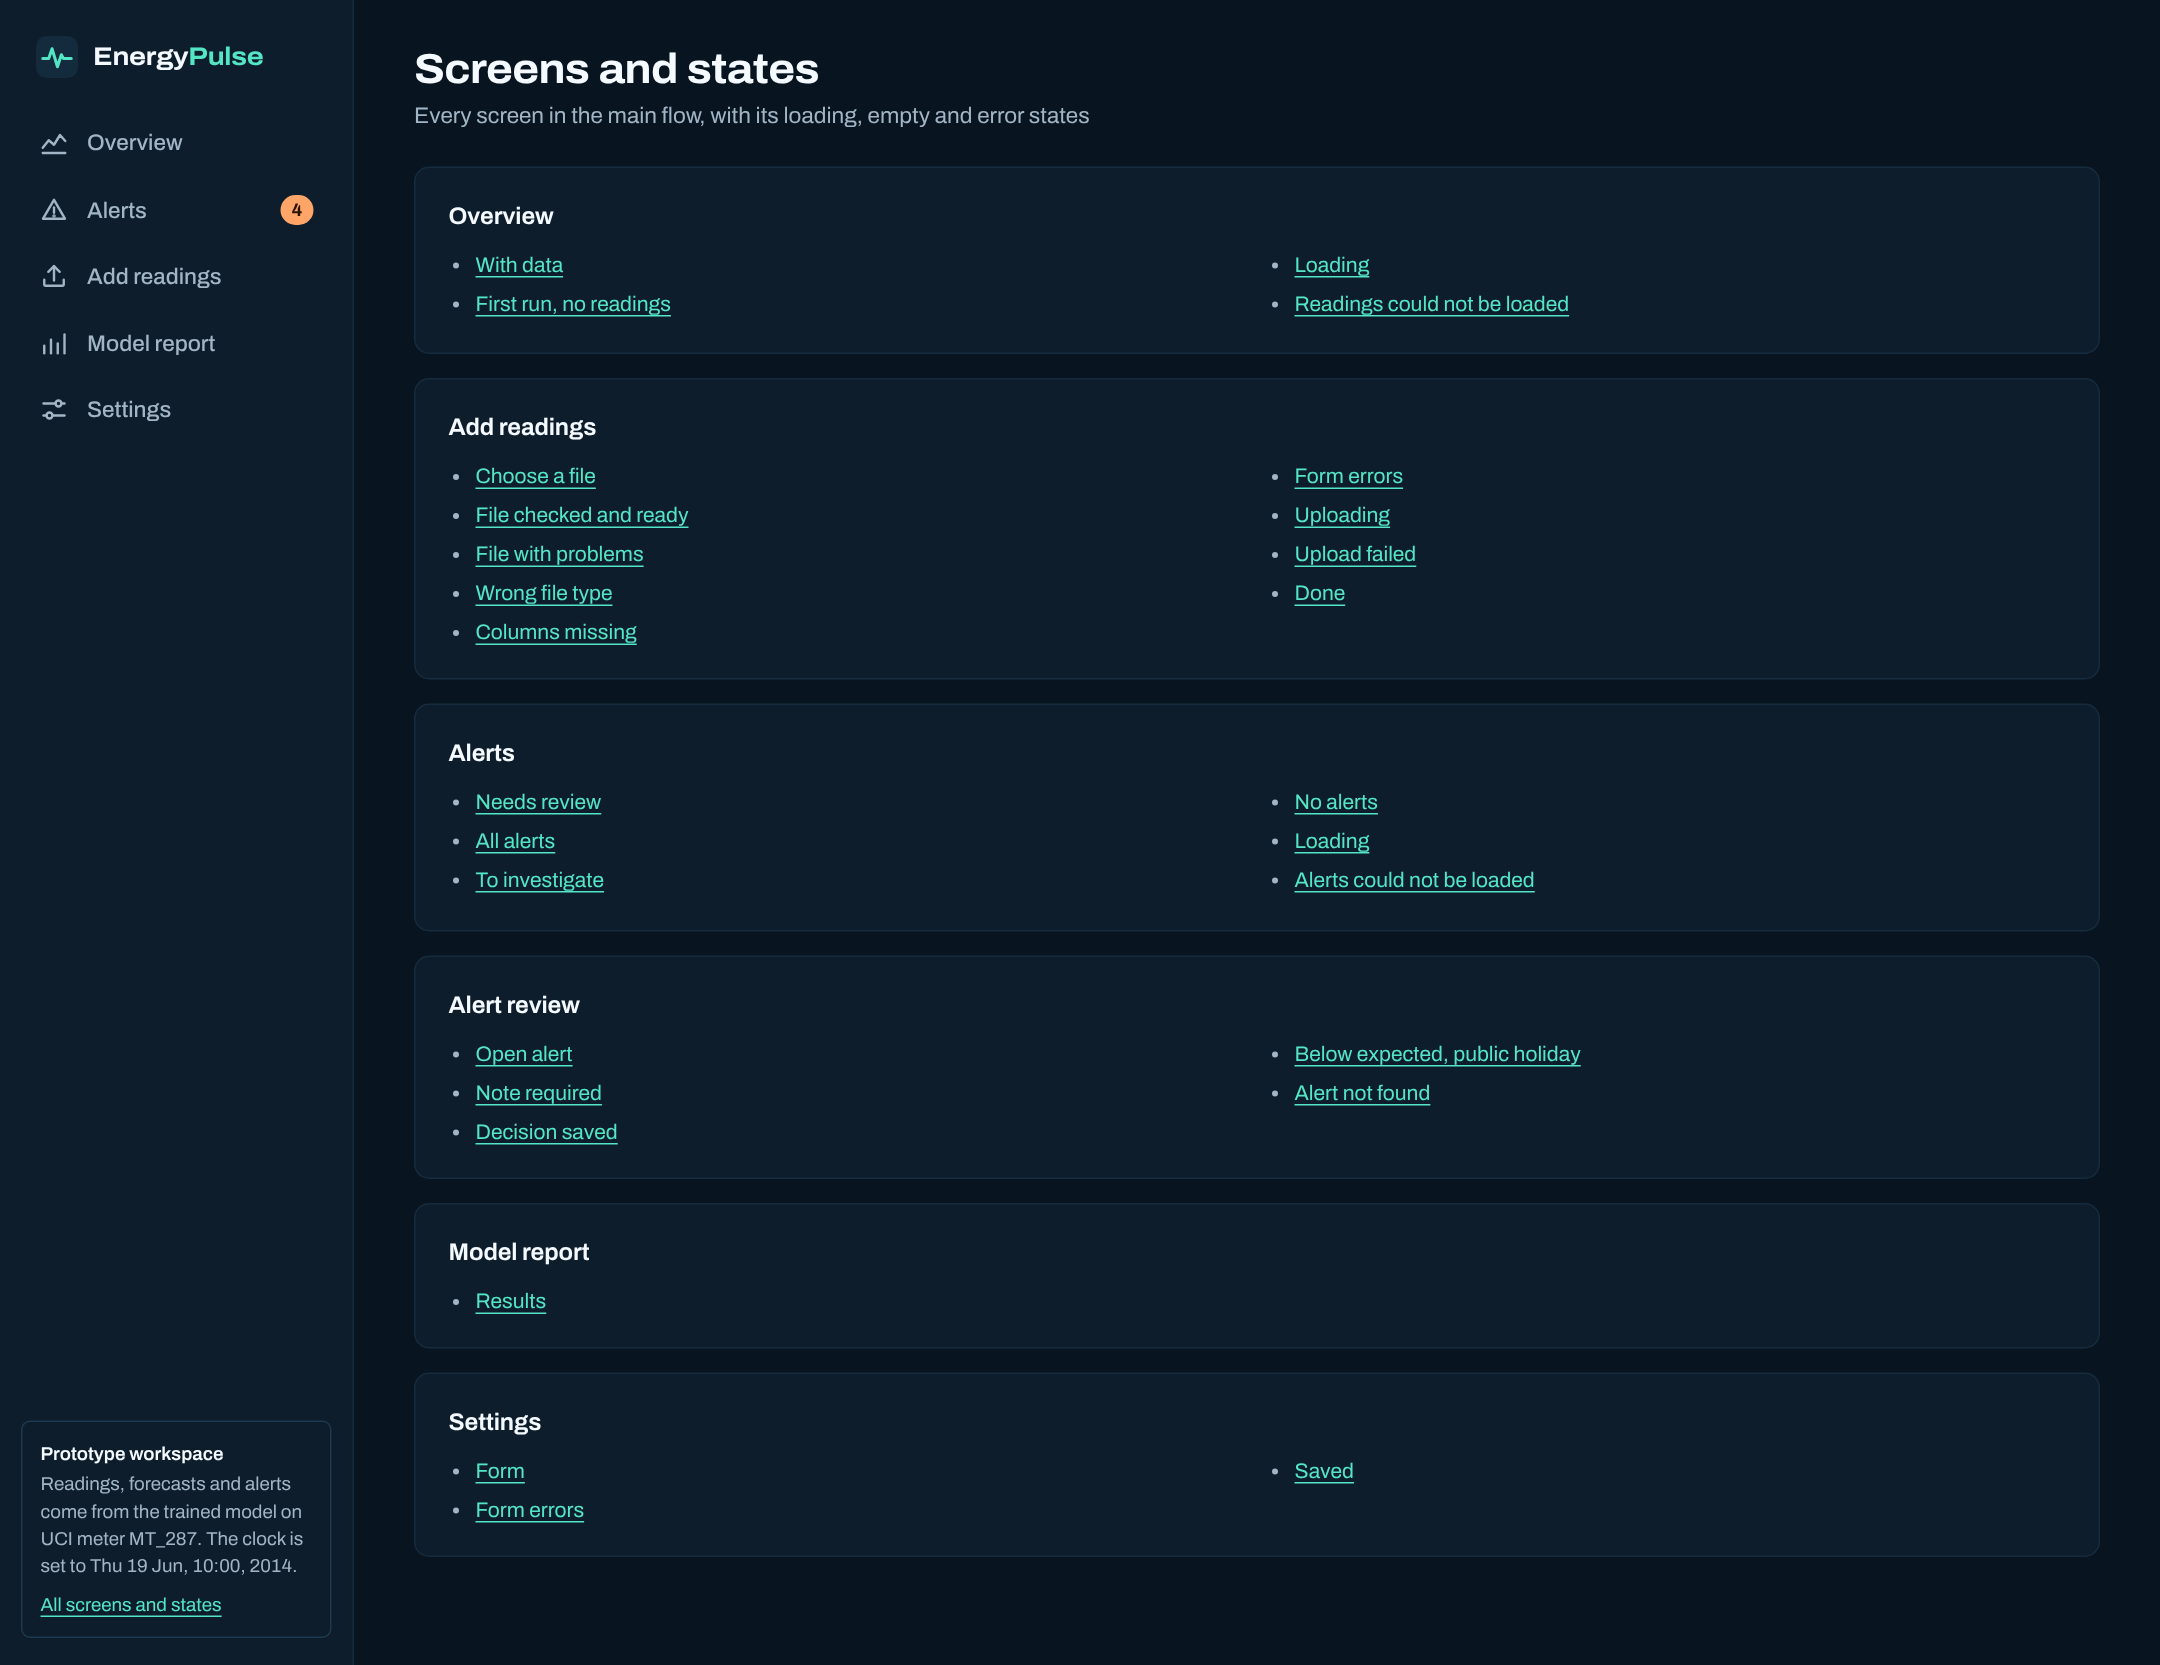 EnergyPulse
Overview
Alerts
4
Add readings
Model report
Settings
Prototype workspace
Readings, forecasts and alerts
come from the trained model on
UCI meter MT_287. The clock is
set to Thu 19 Jun, 10:00, 2014.
All screens and states
Screens and states
Every screen in the main flow, with its loading, empty and error states
Overview
With data
First run, no readings
Loading
Readings could not be loaded
Add readings
Choose a file
File checked and ready
File with problems
Wrong file type
Columns missing
Form errors
Uploading
Upload failed
Done
Alerts
Needs review
All alerts
To investigate
No alerts
Loading
Alerts could not be loaded
Alert review
Open alert
Note required
Decision saved
Below expected, public holiday
Alert not found
Model report
Results
Settings
Form
Form errors
Saved